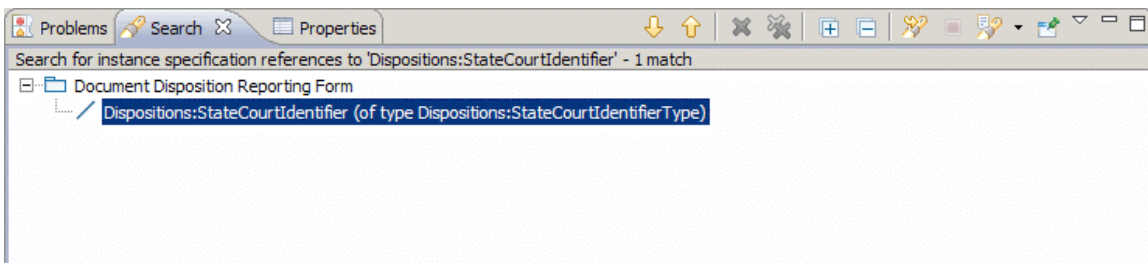 Problems Search Properties
Search for instance specification references to 'Dispositions:StateCourtIdentifier' - 1 match
Document Disposition Reporting Form
Dispositions:StateCourtIdentifier (of type Dispositions:StateCourtIdentifierType)